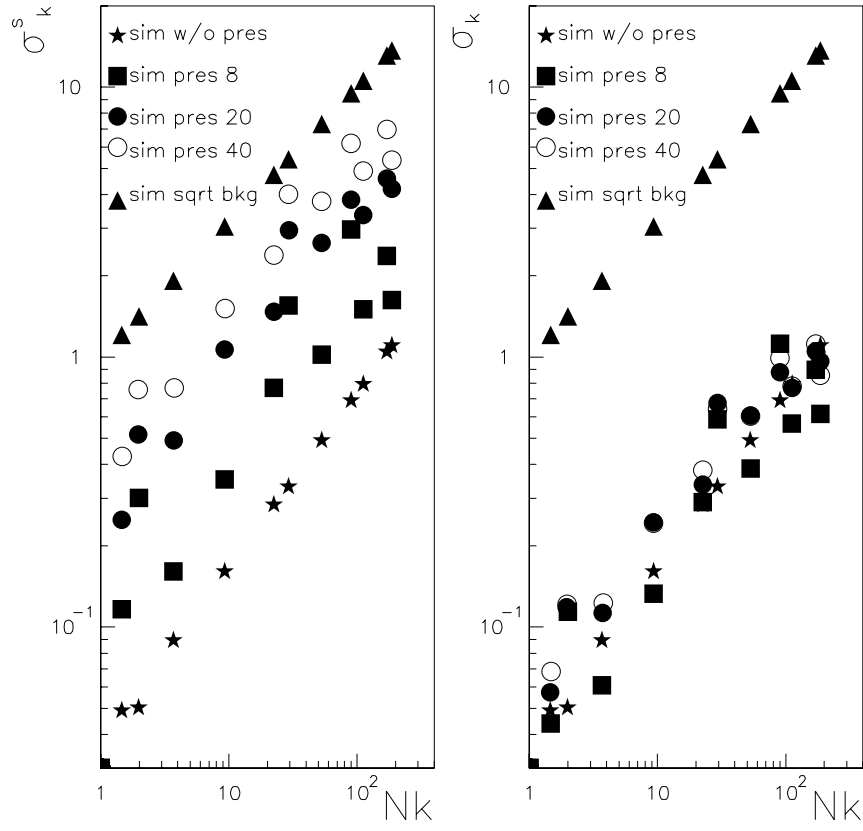 σ^s_k
sim w/o pres
sim pres 8
sim pres 20
sim pres 40
sim sqrt bkg
10
1
10^-1
1
10
10^2
Nk
σ_k
sim w/o pres
sim pres 8
sim pres 20
sim pres 40
sim sqrt bkg
10
1
10^-1
1
10
10^2
Nk